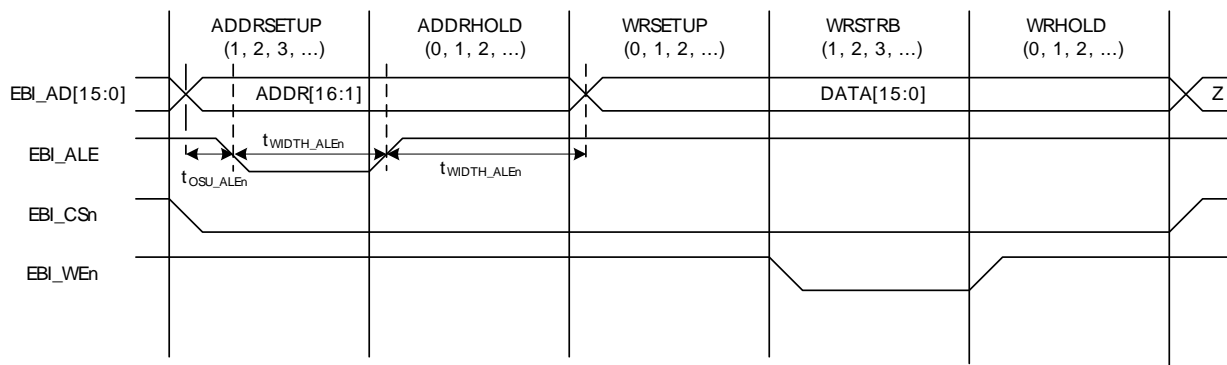 ADDRSETUP ADDRHOLD WRSETUP WRSTRB WRHOLD
(1, 2, 3, ...) (0, 1, 2, ...) (0, 1, 2, ...) (1, 2, 3, ...) (0, 1, 2, ...)
EBI_AD[15:0] ADDR[16:1] DATA[15:0] Z
EBI_ALE tWIDTH_ALEn
tOSU_ALEn tWIDTH_ALEn
EBI_CSn
EBI_WEn